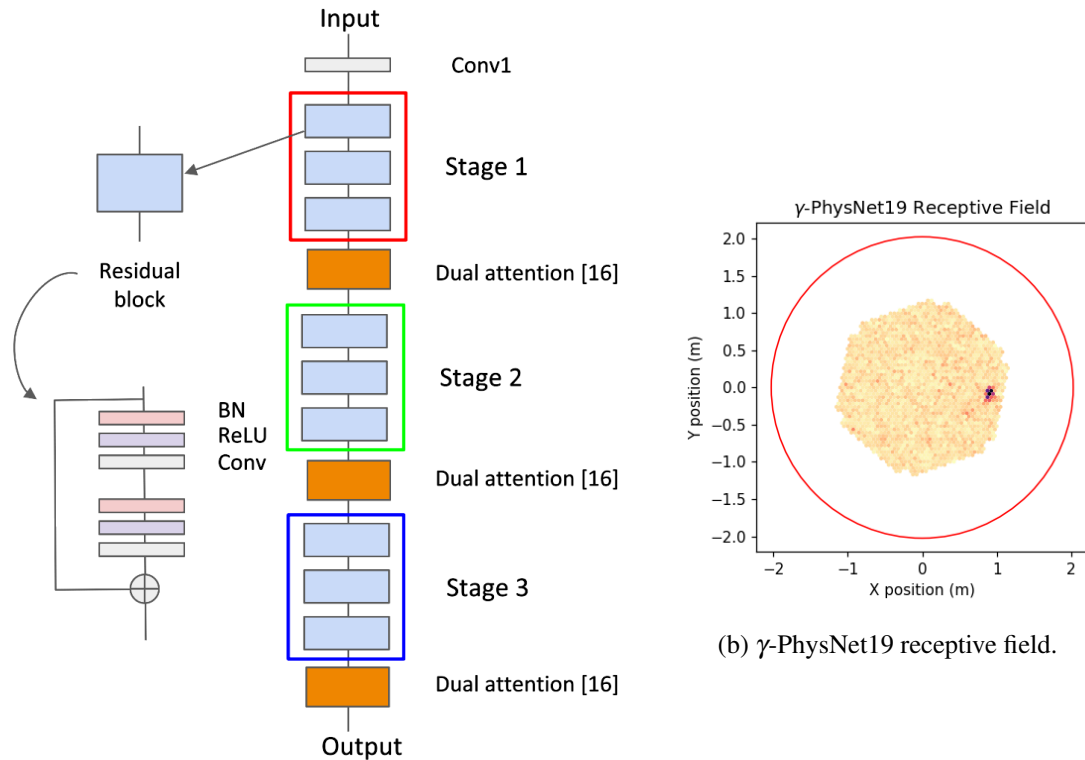 Input
Conv1
Stage 1
Residual
block
Dual attention [16]
Stage 2
BN
ReLU
Conv
Dual attention [16]
Stage 3
Dual attention [16]
Output
γ-PhysNet19 Receptive Field
2.0
1.5
1.0
0.5
0.0
−0.5
−1.0
−1.5
−2.0
Y position (m)
−2 −1 0 1 2
X position (m)
(b) γ-PhysNet19 receptive field.